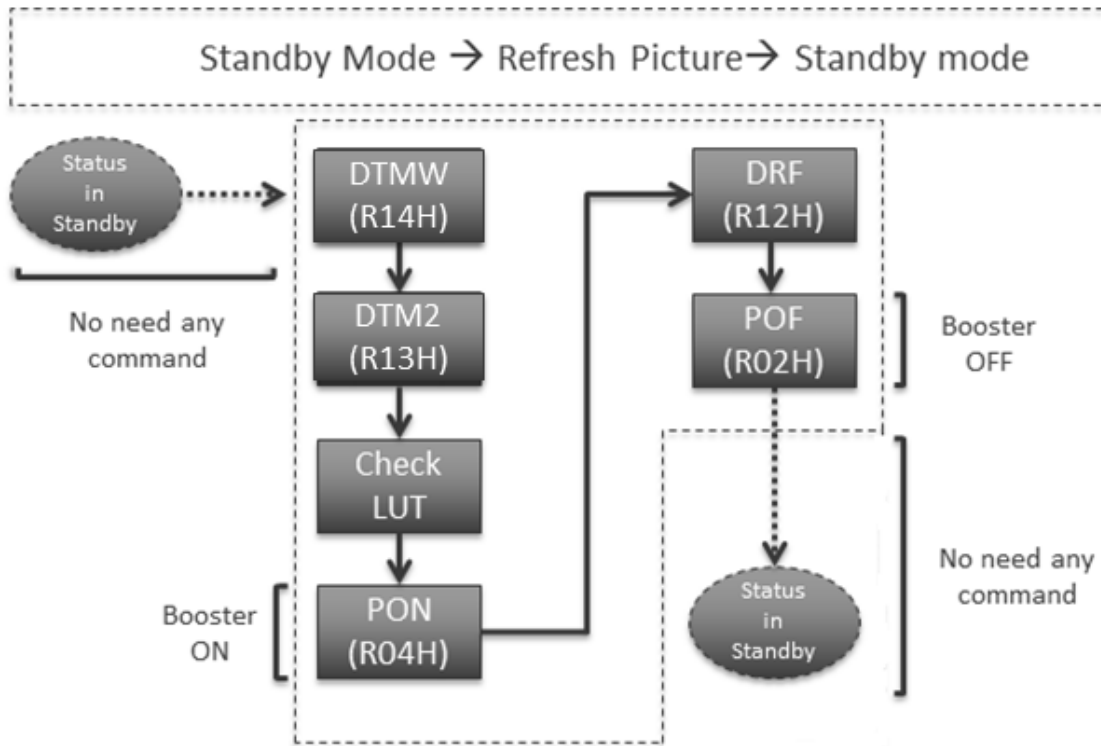 Standby Mode → Refresh Picture→ Standby mode
Status
in
Standby
No need any
command
DTMW
(R14H)
DTM2
(R13H)
Check
LUT
PON
(R04H)
Booster
ON
DRF
(R12H)
POF
(R02H)
Booster
OFF
Status
in
Standby
No need any
command